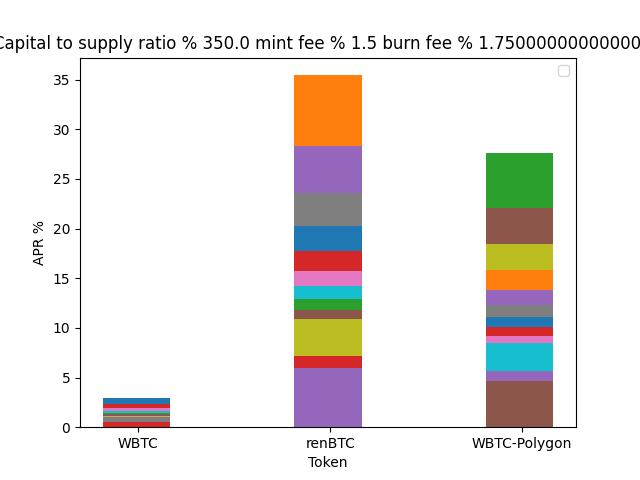 Capital to supply ratio % 350.0 mint fee % 1.5 burn fee % 1.75000000000000
35
30
25
20
15
10
5
0
APR %
WBTC renBTC WBTC-Polygon
Token